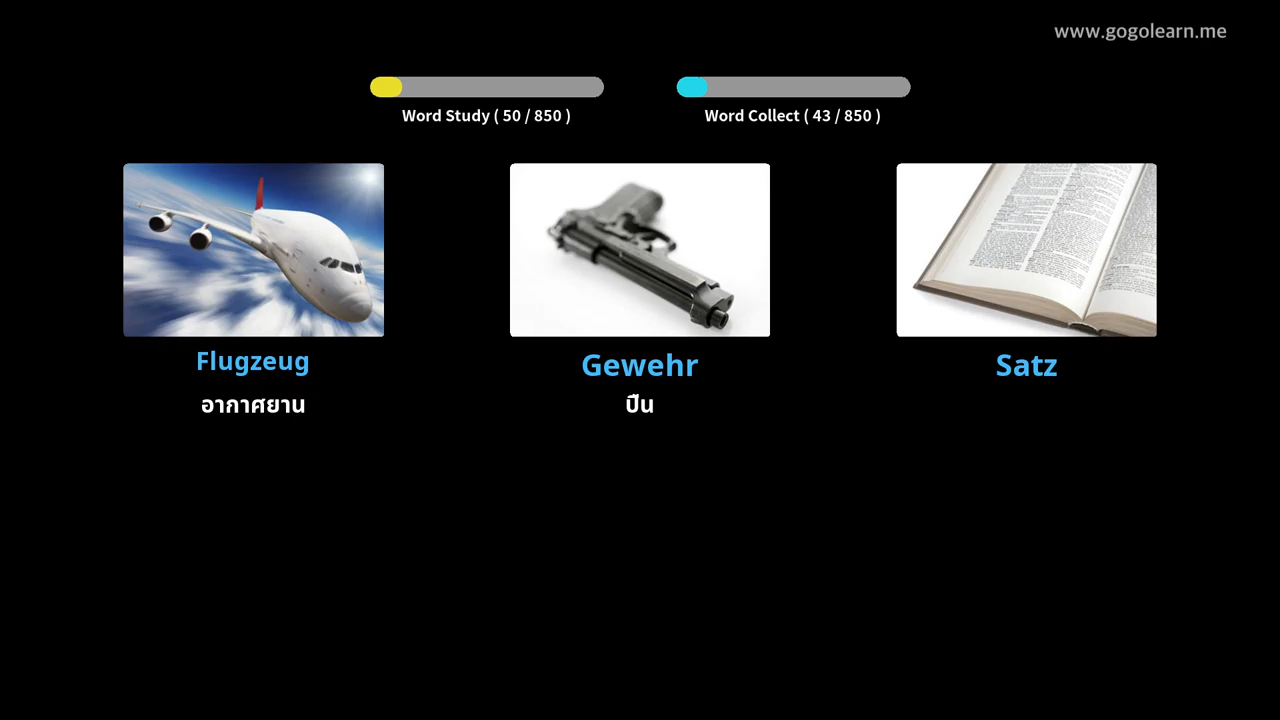 www.gogolearn.me
Word Study ( 50 / 850 )
Word Collect ( 43 / 850 )
Flugzeug
อากาศยาน
Gewehr
ปืน
Satz